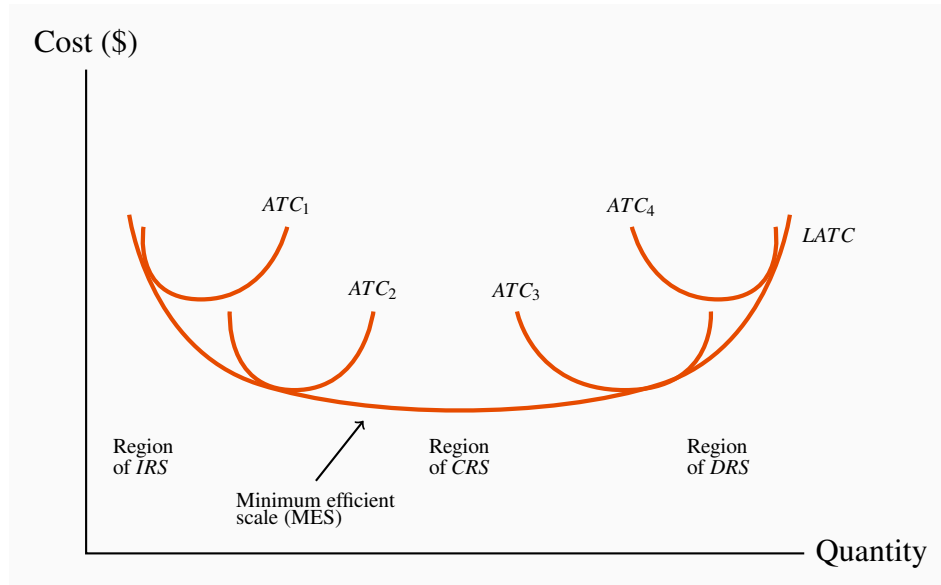 Cost ($)
ATC₁
ATC₄
LATC
ATC₂
ATC₃
Region
of IRS
Region
of CRS
Region
of DRS
Minimum efficient
scale (MES)
Quantity